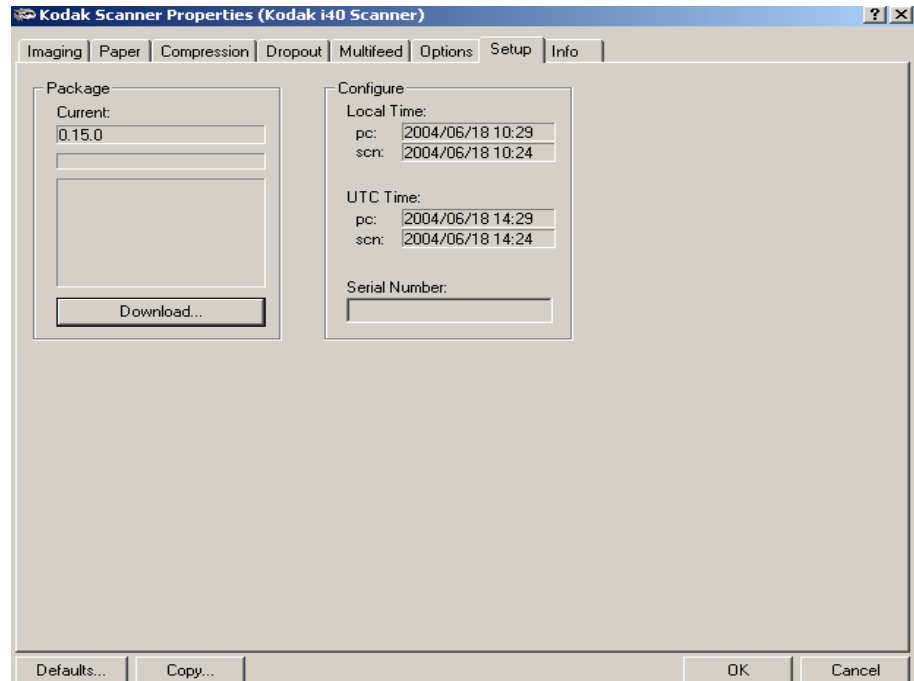 Kodak Scanner Properties (Kodak i40 Scanner)
Imaging Paper Compression Dropout Multifeed Options Setup Info
Package
Current:
0.15.0
Download...
Configure
Local Time:
pc: 2004/06/18 10:29
scn: 2004/06/18 10:24
UTC Time:
pc: 2004/06/18 14:29
scn: 2004/06/18 14:24
Serial Number:
Defaults... Copy... OK Cancel